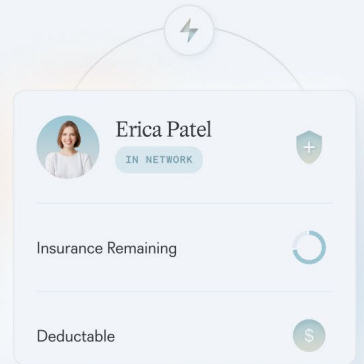 Erica Patel
IN NETWORK
Insurance Remaining
Deductable
$